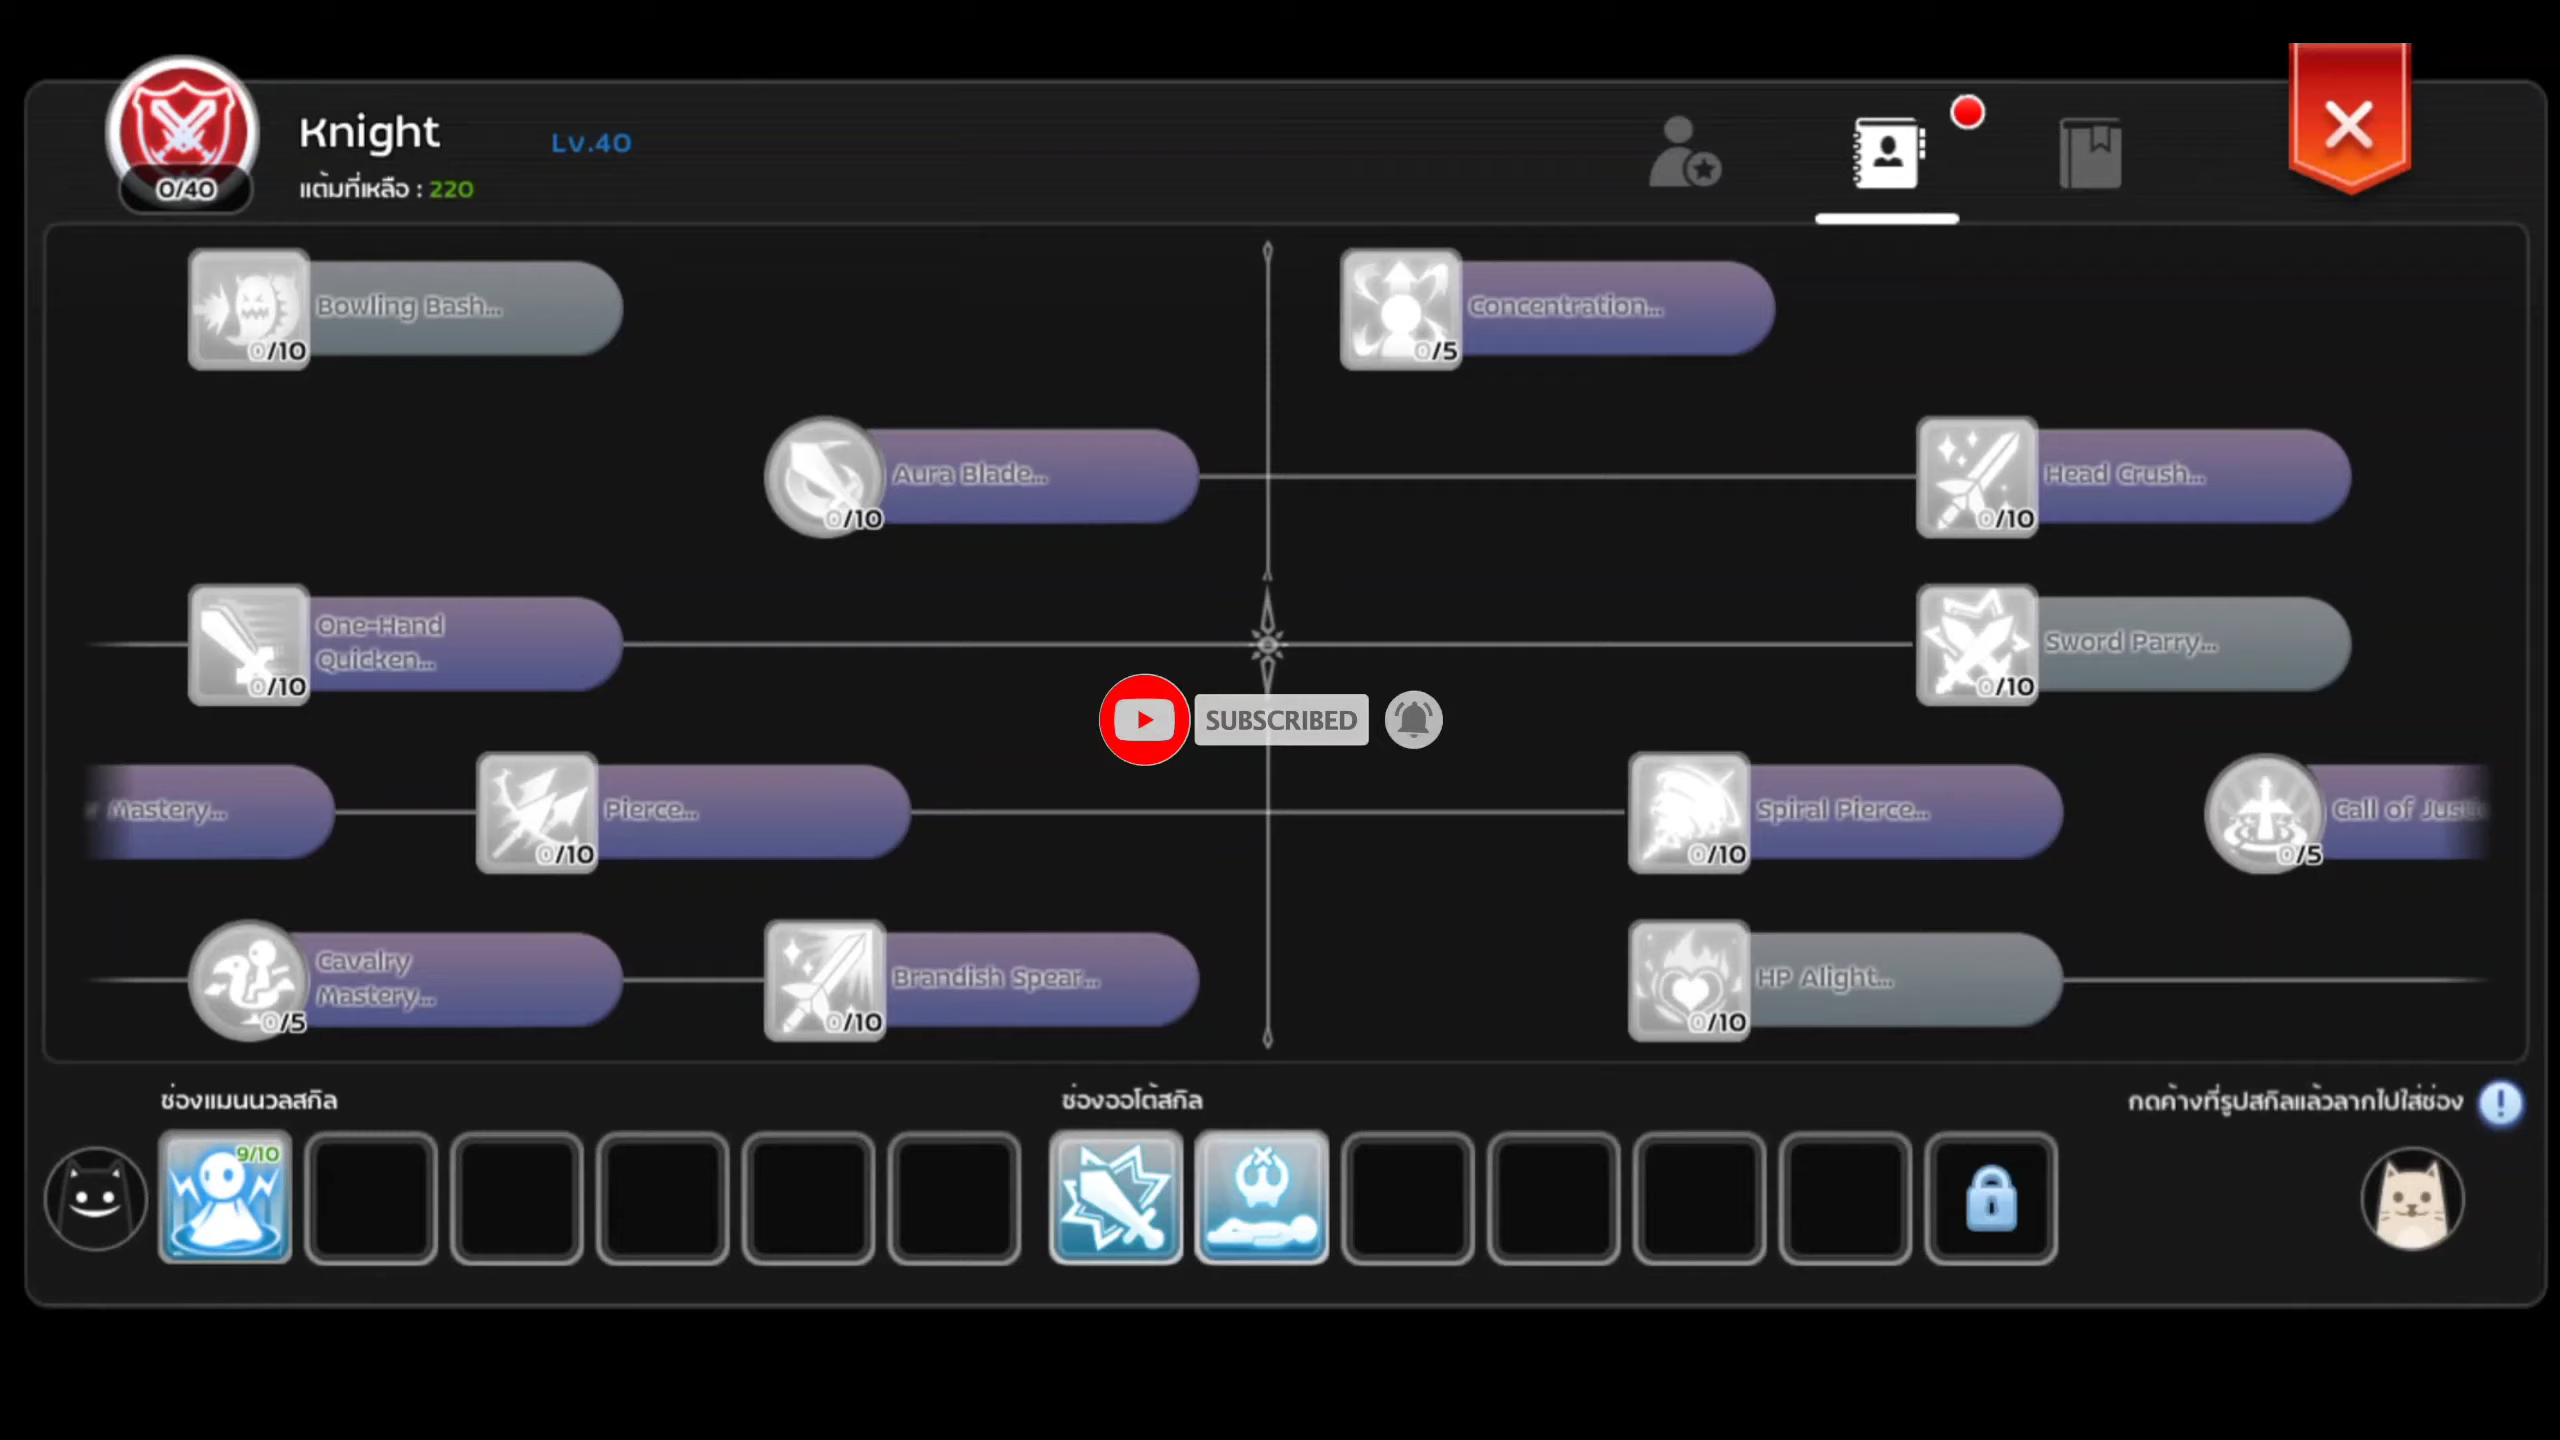 Knight Lv.40
0/40 แต้มที่เหลือ : 220
Bowling Bash...
0/10
Concentration...
0/5
Aura Blade...
0/10
Head Crush...
0/10
One-Hand
Quicken...
0/10
Sword Parry...
0/10
SUBSCRIBED
Mastery...
Pierce...
0/10
Spiral Pierce...
0/10
Call of Justic
0/5
Cavalry
Mastery...
0/5
Brandish Spear...
0/10
HP Alight...
0/10
ช่องแมนนวลสกิล
ช่องออโต้สกิล
กดค้างที่รูปสกิลแล้วลากไปใส่ช่อง
9/10